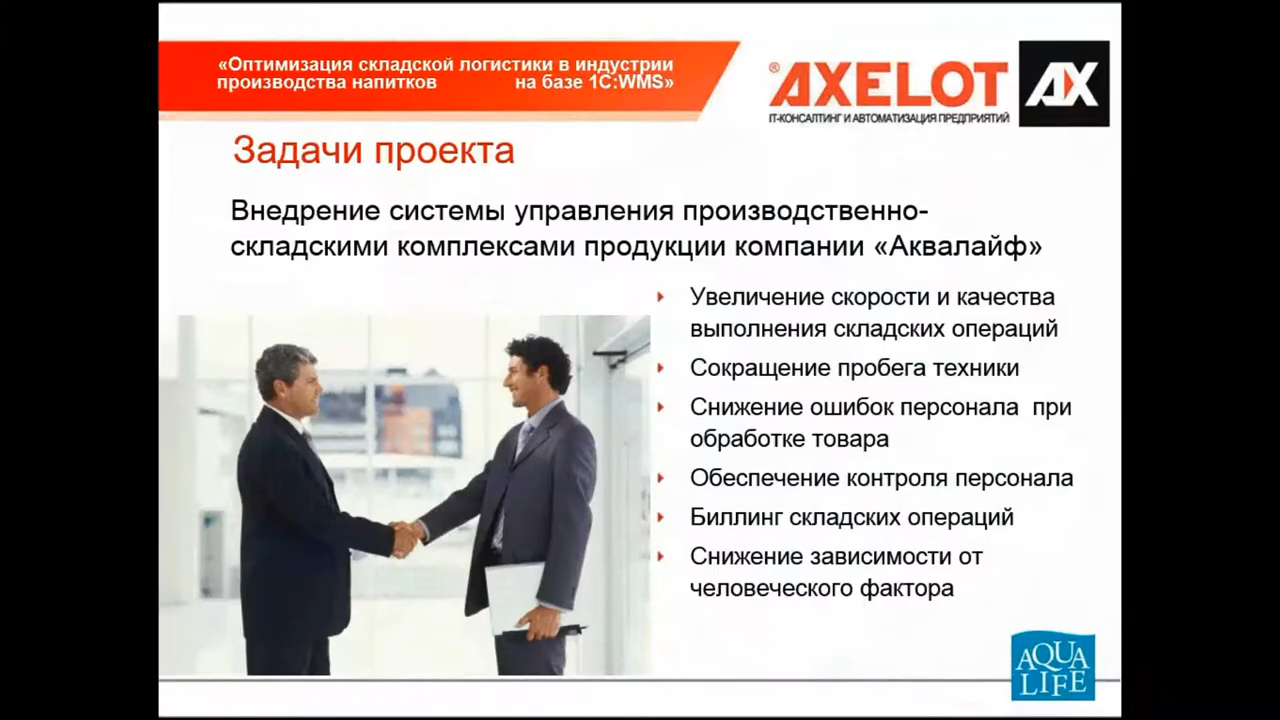 «Оптимизация складской логистики в индустрии
производства напитков на базе 1С:WMS»
® AXELOT AX
IT-КОНСАЛТИНГ И АВТОМАТИЗАЦИЯ ПРЕДПРИЯТИЙ
Задачи проекта
Внедрение системы управления производственно-
складскими комплексами продукции компании «Аквалайф»
Увеличение скорости и качества
выполнения складских операций
Сокращение пробега техники
Снижение ошибок персонала при
обработке товара
Обеспечение контроля персонала
Биллинг складских операций
Снижение зависимости от
человеческого фактора
AQUA
LIFE